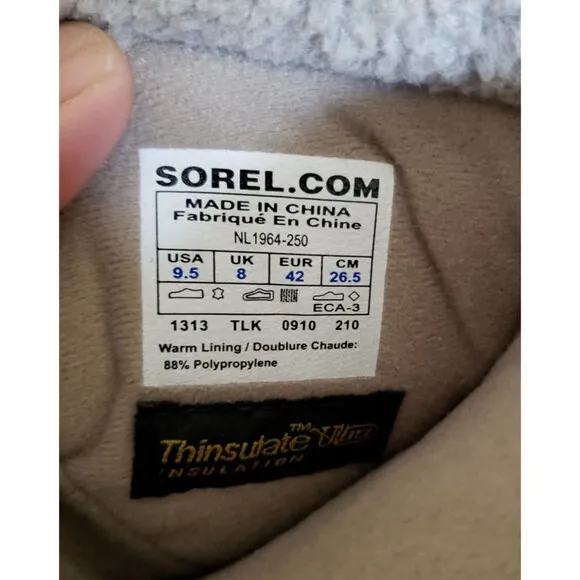 SOREL.COM
MADE IN CHINA
Fabriqué En Chine
NL1964-250
USA UK EUR CM
9.5 8 42 26.5
ECA-3
1313 TLK 0910 210
Warm Lining / Doublure Chaude:
88% Polypropylene
Thinsulate™ Ultra
INSULATION